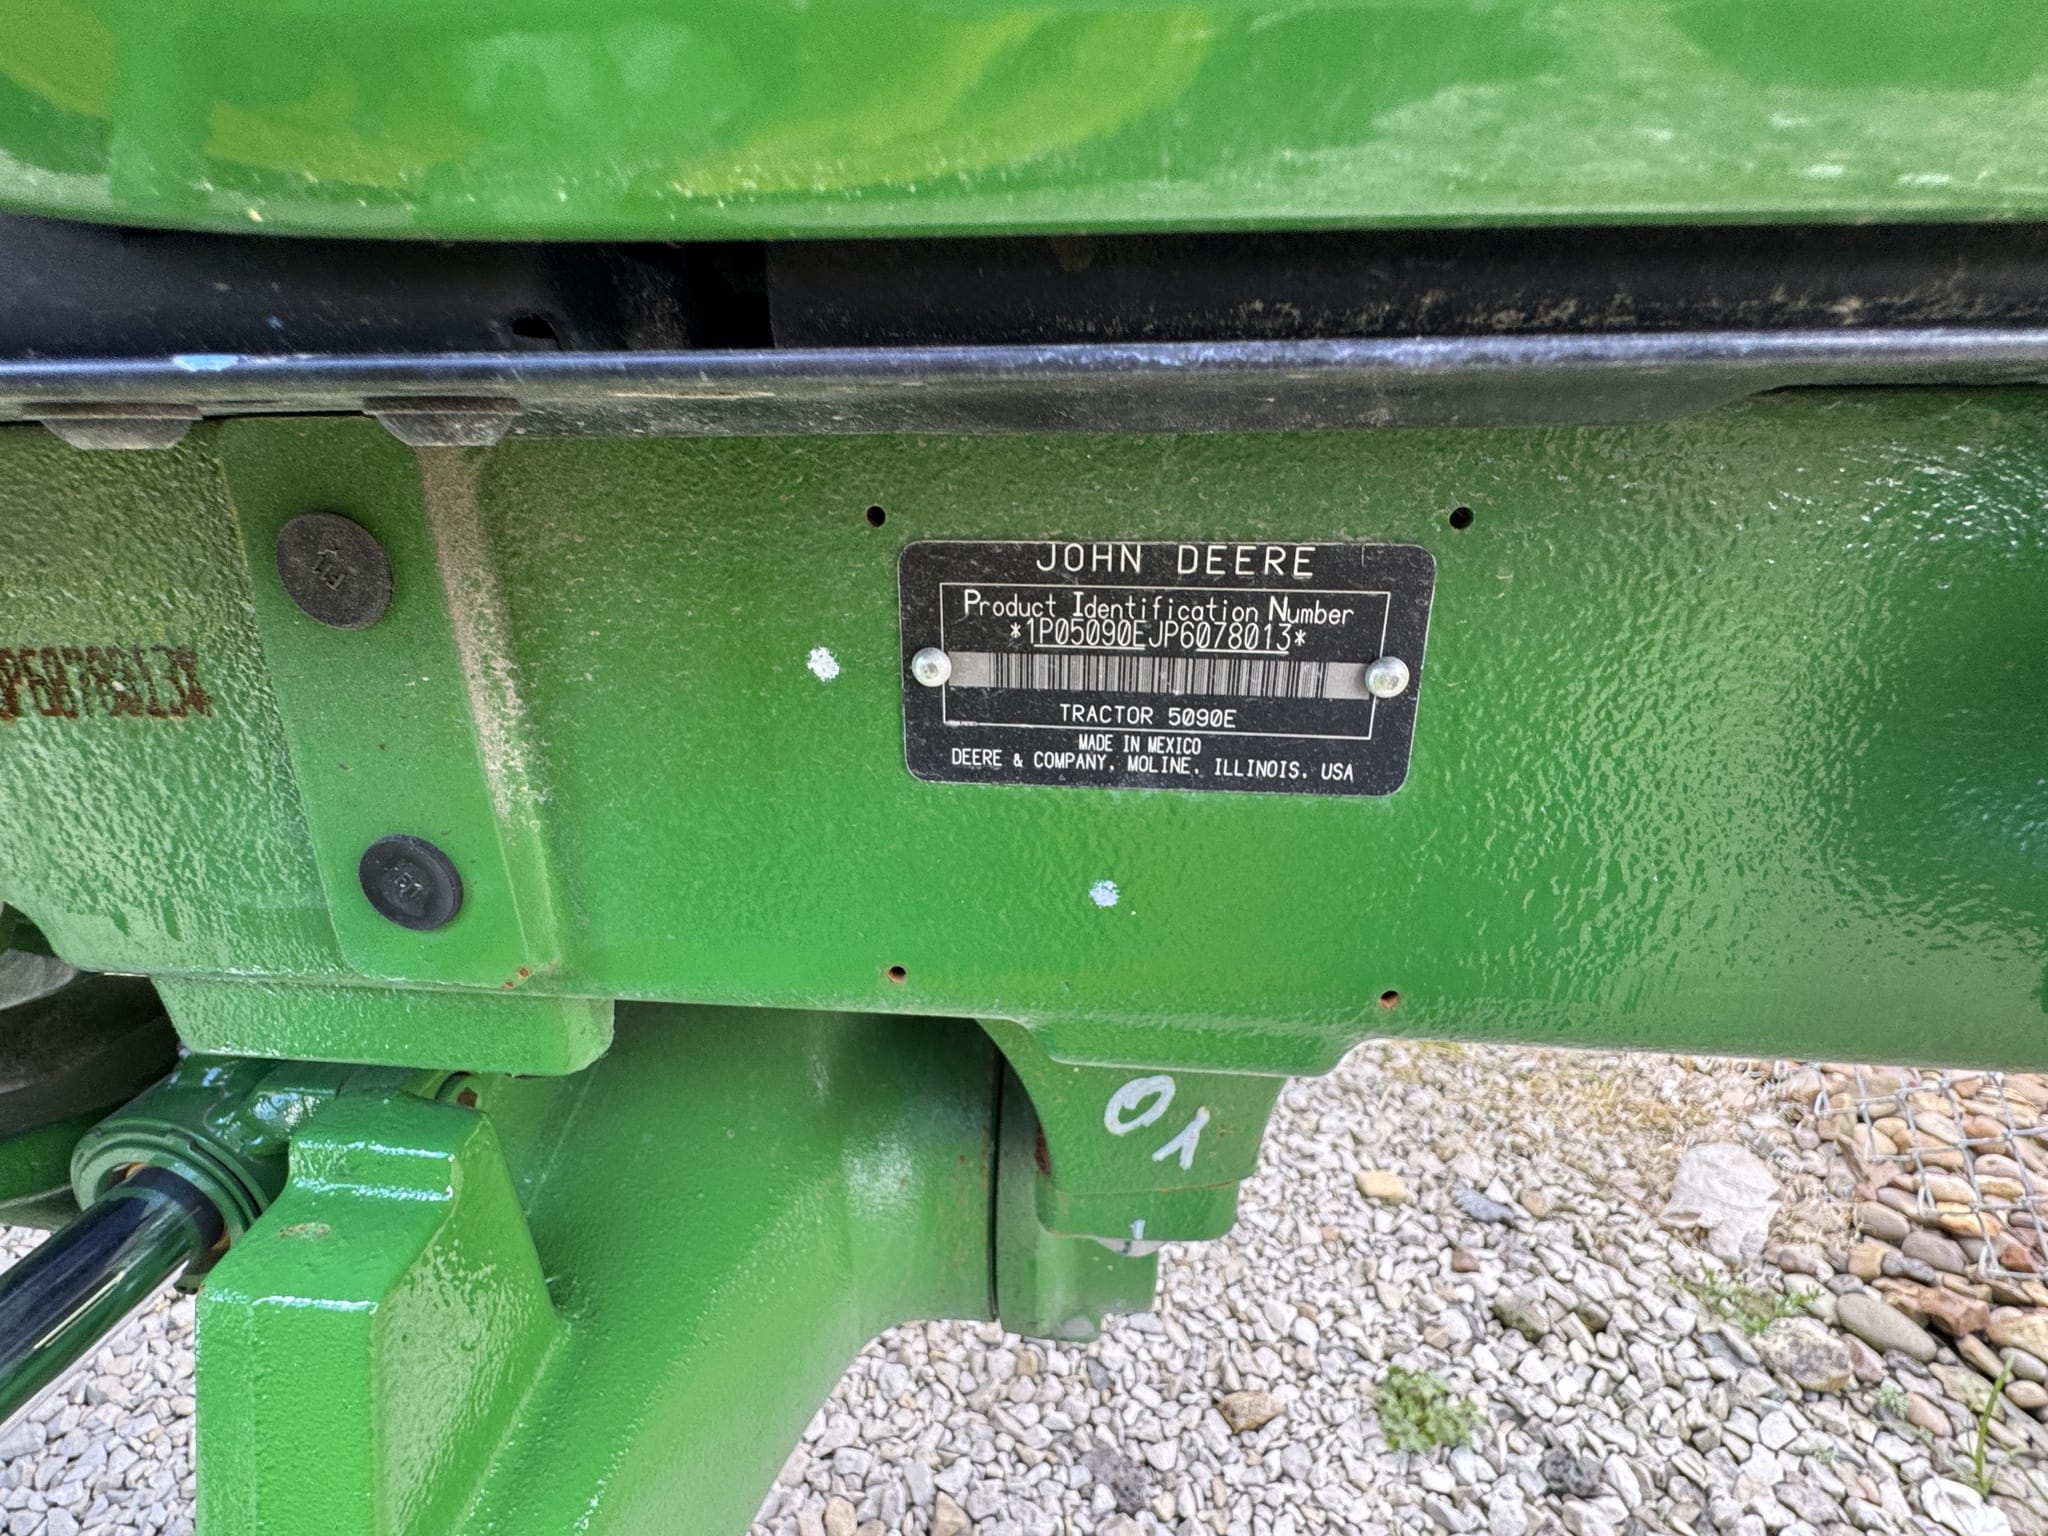 JOHN DEERE
Product Identification Number
*1P05090EJP6078013*
TRACTOR 5090E
MADE IN MEXICO
DEERE & COMPANY, MOLINE, ILLINOIS, USA